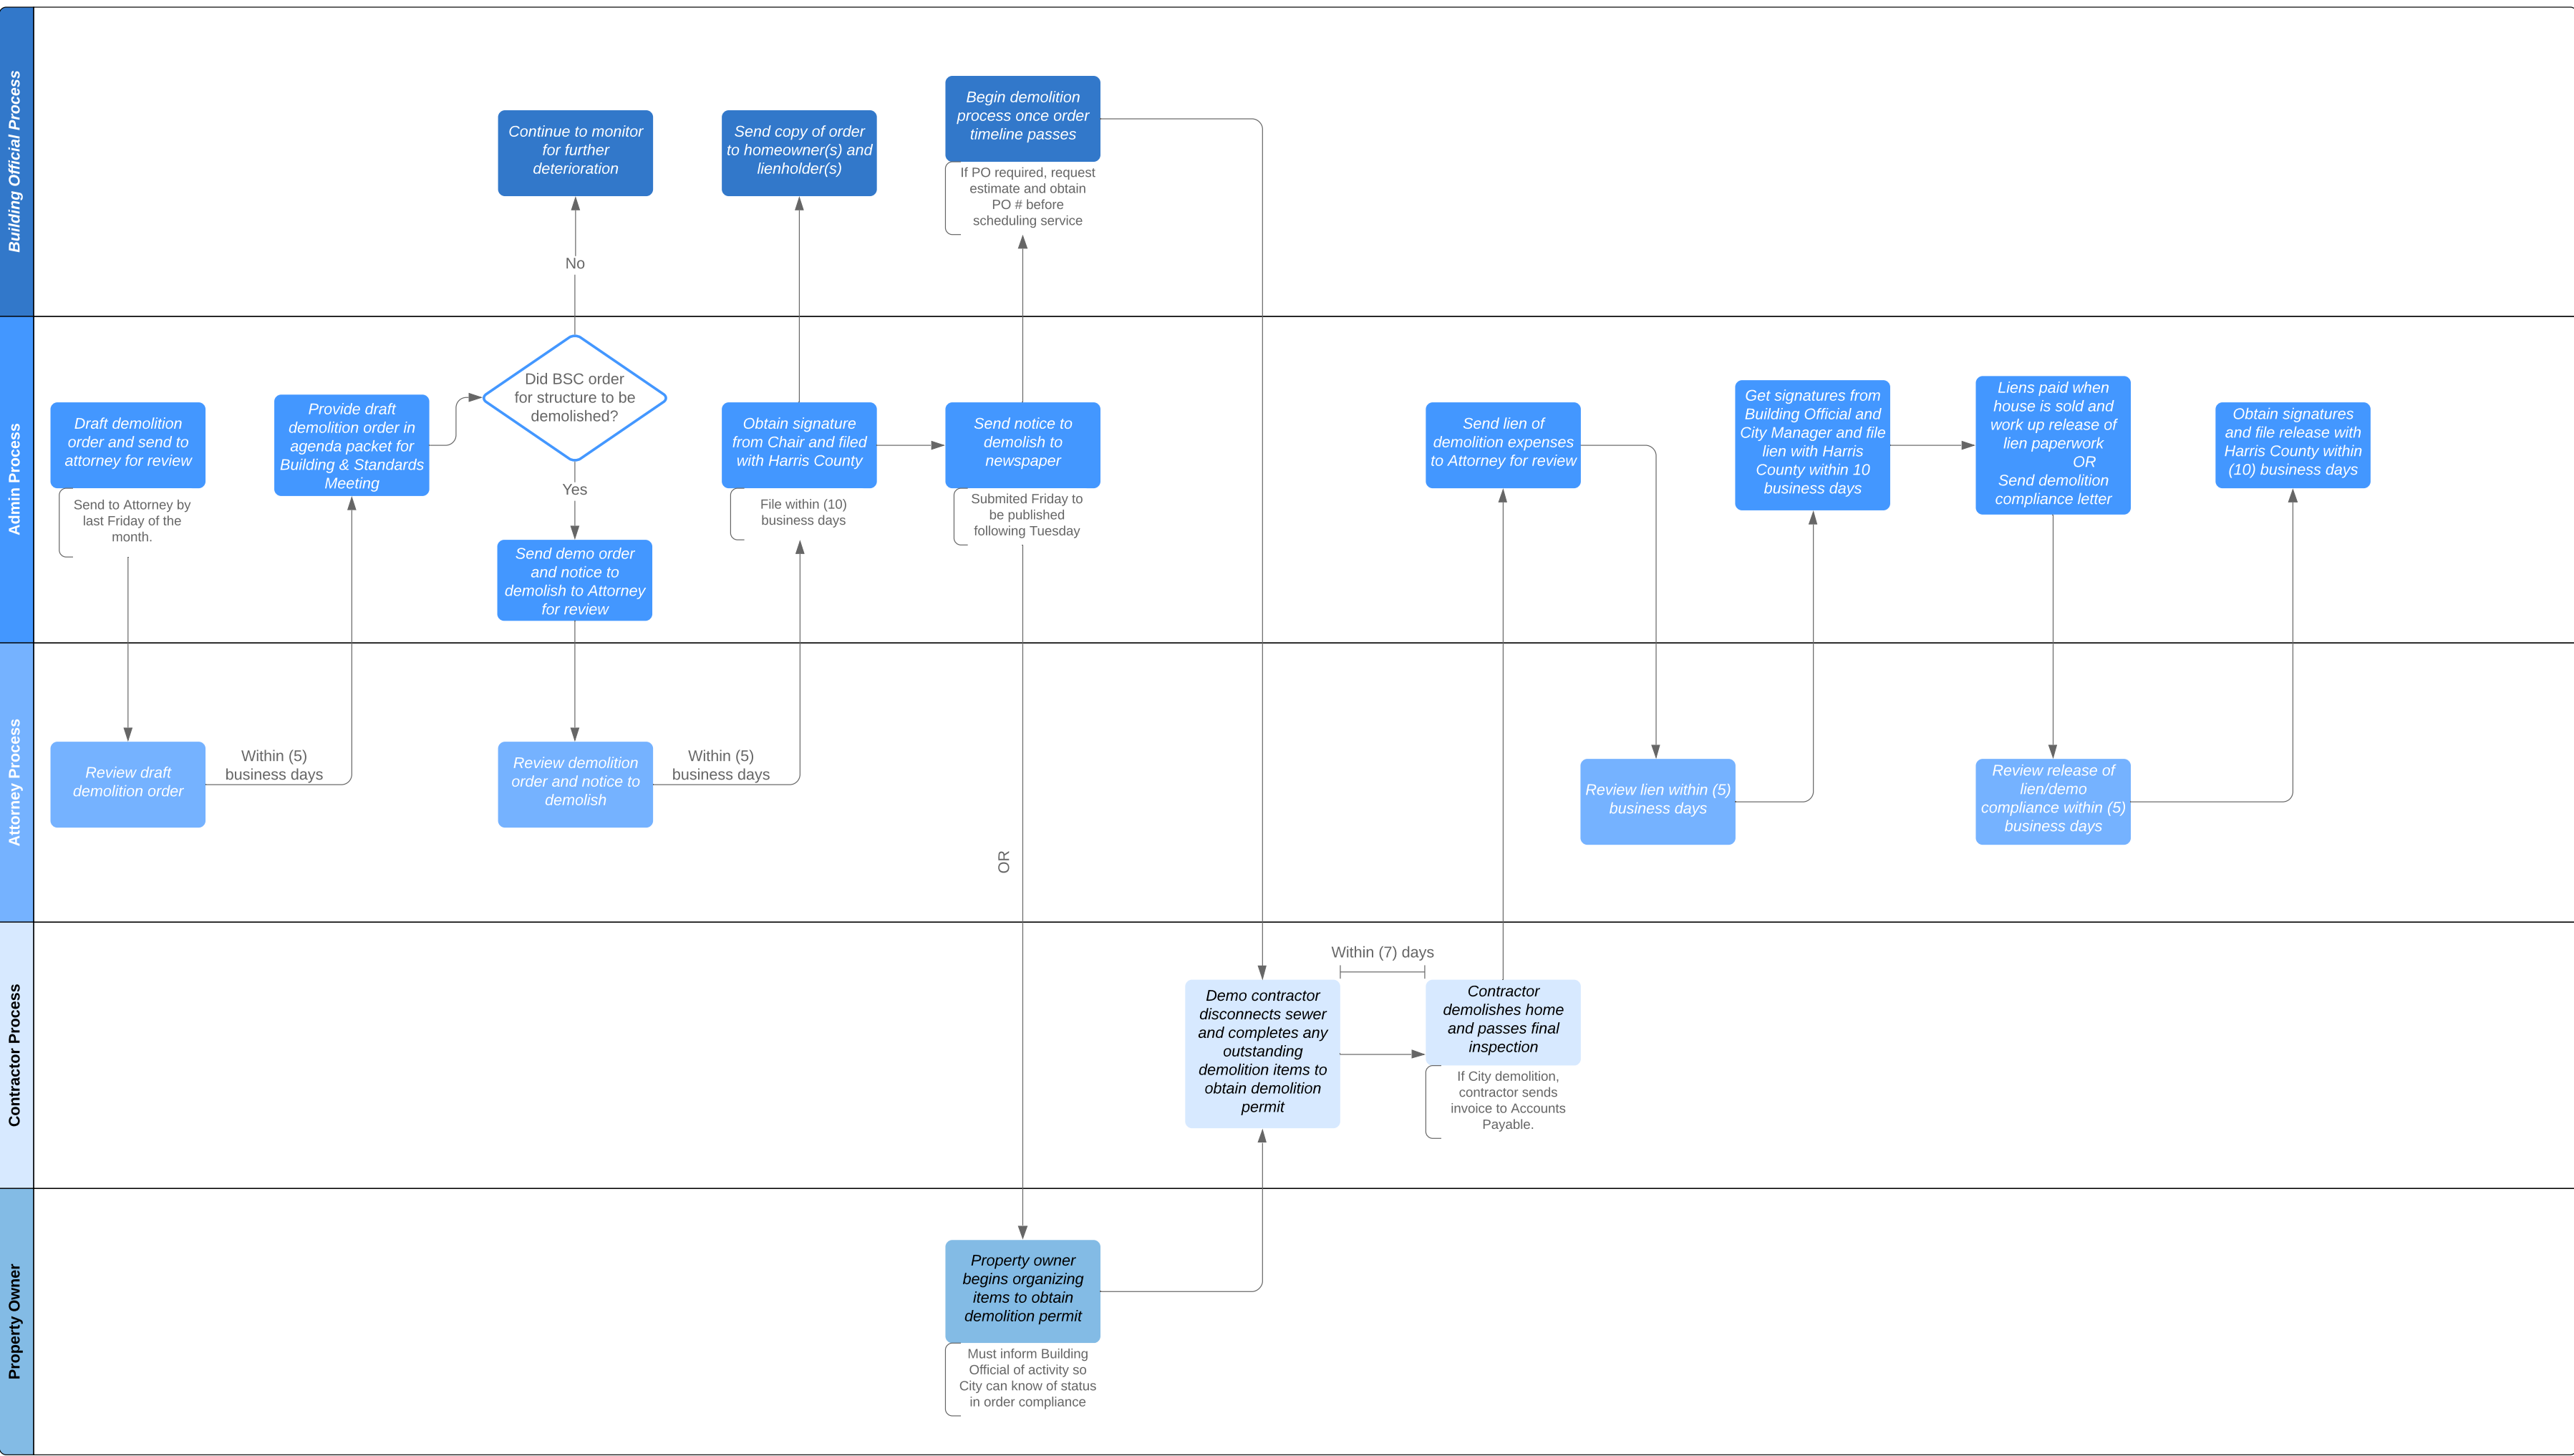 Building Official Process
Begin demolition
process once order
timeline passes
Continue to monitor
for further
deterioration
Send copy of order
to homeowner(s) and
lienholder(s)
If PO required, request
estimate and obtain
PO # before
scheduling service
No
Admin Process
Draft demolition
order and send to
attorney for review
Send to Attorney by
last Friday of the
month.
Provide draft
demolition order in
agenda packet for
Building & Standards
Meeting
Did BSC order
for structure to be
demolished?
Yes
Send demo order
and notice to
demolish to Attorney
for review
Obtain signature
from Chair and filed
with Harris County
File within (10)
business days
Send notice to
demolish to
newspaper
Submited Friday to
be published
following Tuesday
Send lien of
demolition expenses
to Attorney for review
Get signatures from
Building Official and
City Manager and file
lien with Harris
County within 10
business days
Liens paid when
house is sold and
work up release of
lien paperwork
OR
Send demolition
compliance letter
Obtain signatures
and file release with
Harris County within
(10) business days
Attorney Process
Review draft
demolition order
Within (5)
business days
Review demolition
order and notice to
demolish
Within (5)
business days
OR
Review lien within (5)
business days
Review release of
lien/demo
compliance within (5)
business days
Contractor Process
Demo contractor
disconnects sewer
and completes any
outstanding
demolition items to
obtain demolition
permit
Within (7) days
Contractor
demolishes home
and passes final
inspection
If City demolition,
contractor sends
invoice to Accounts
Payable.
Property Owner
Property owner
begins organizing
items to obtain
demolition permit
Must inform Building
Official of activity so
City can know of status
in order compliance